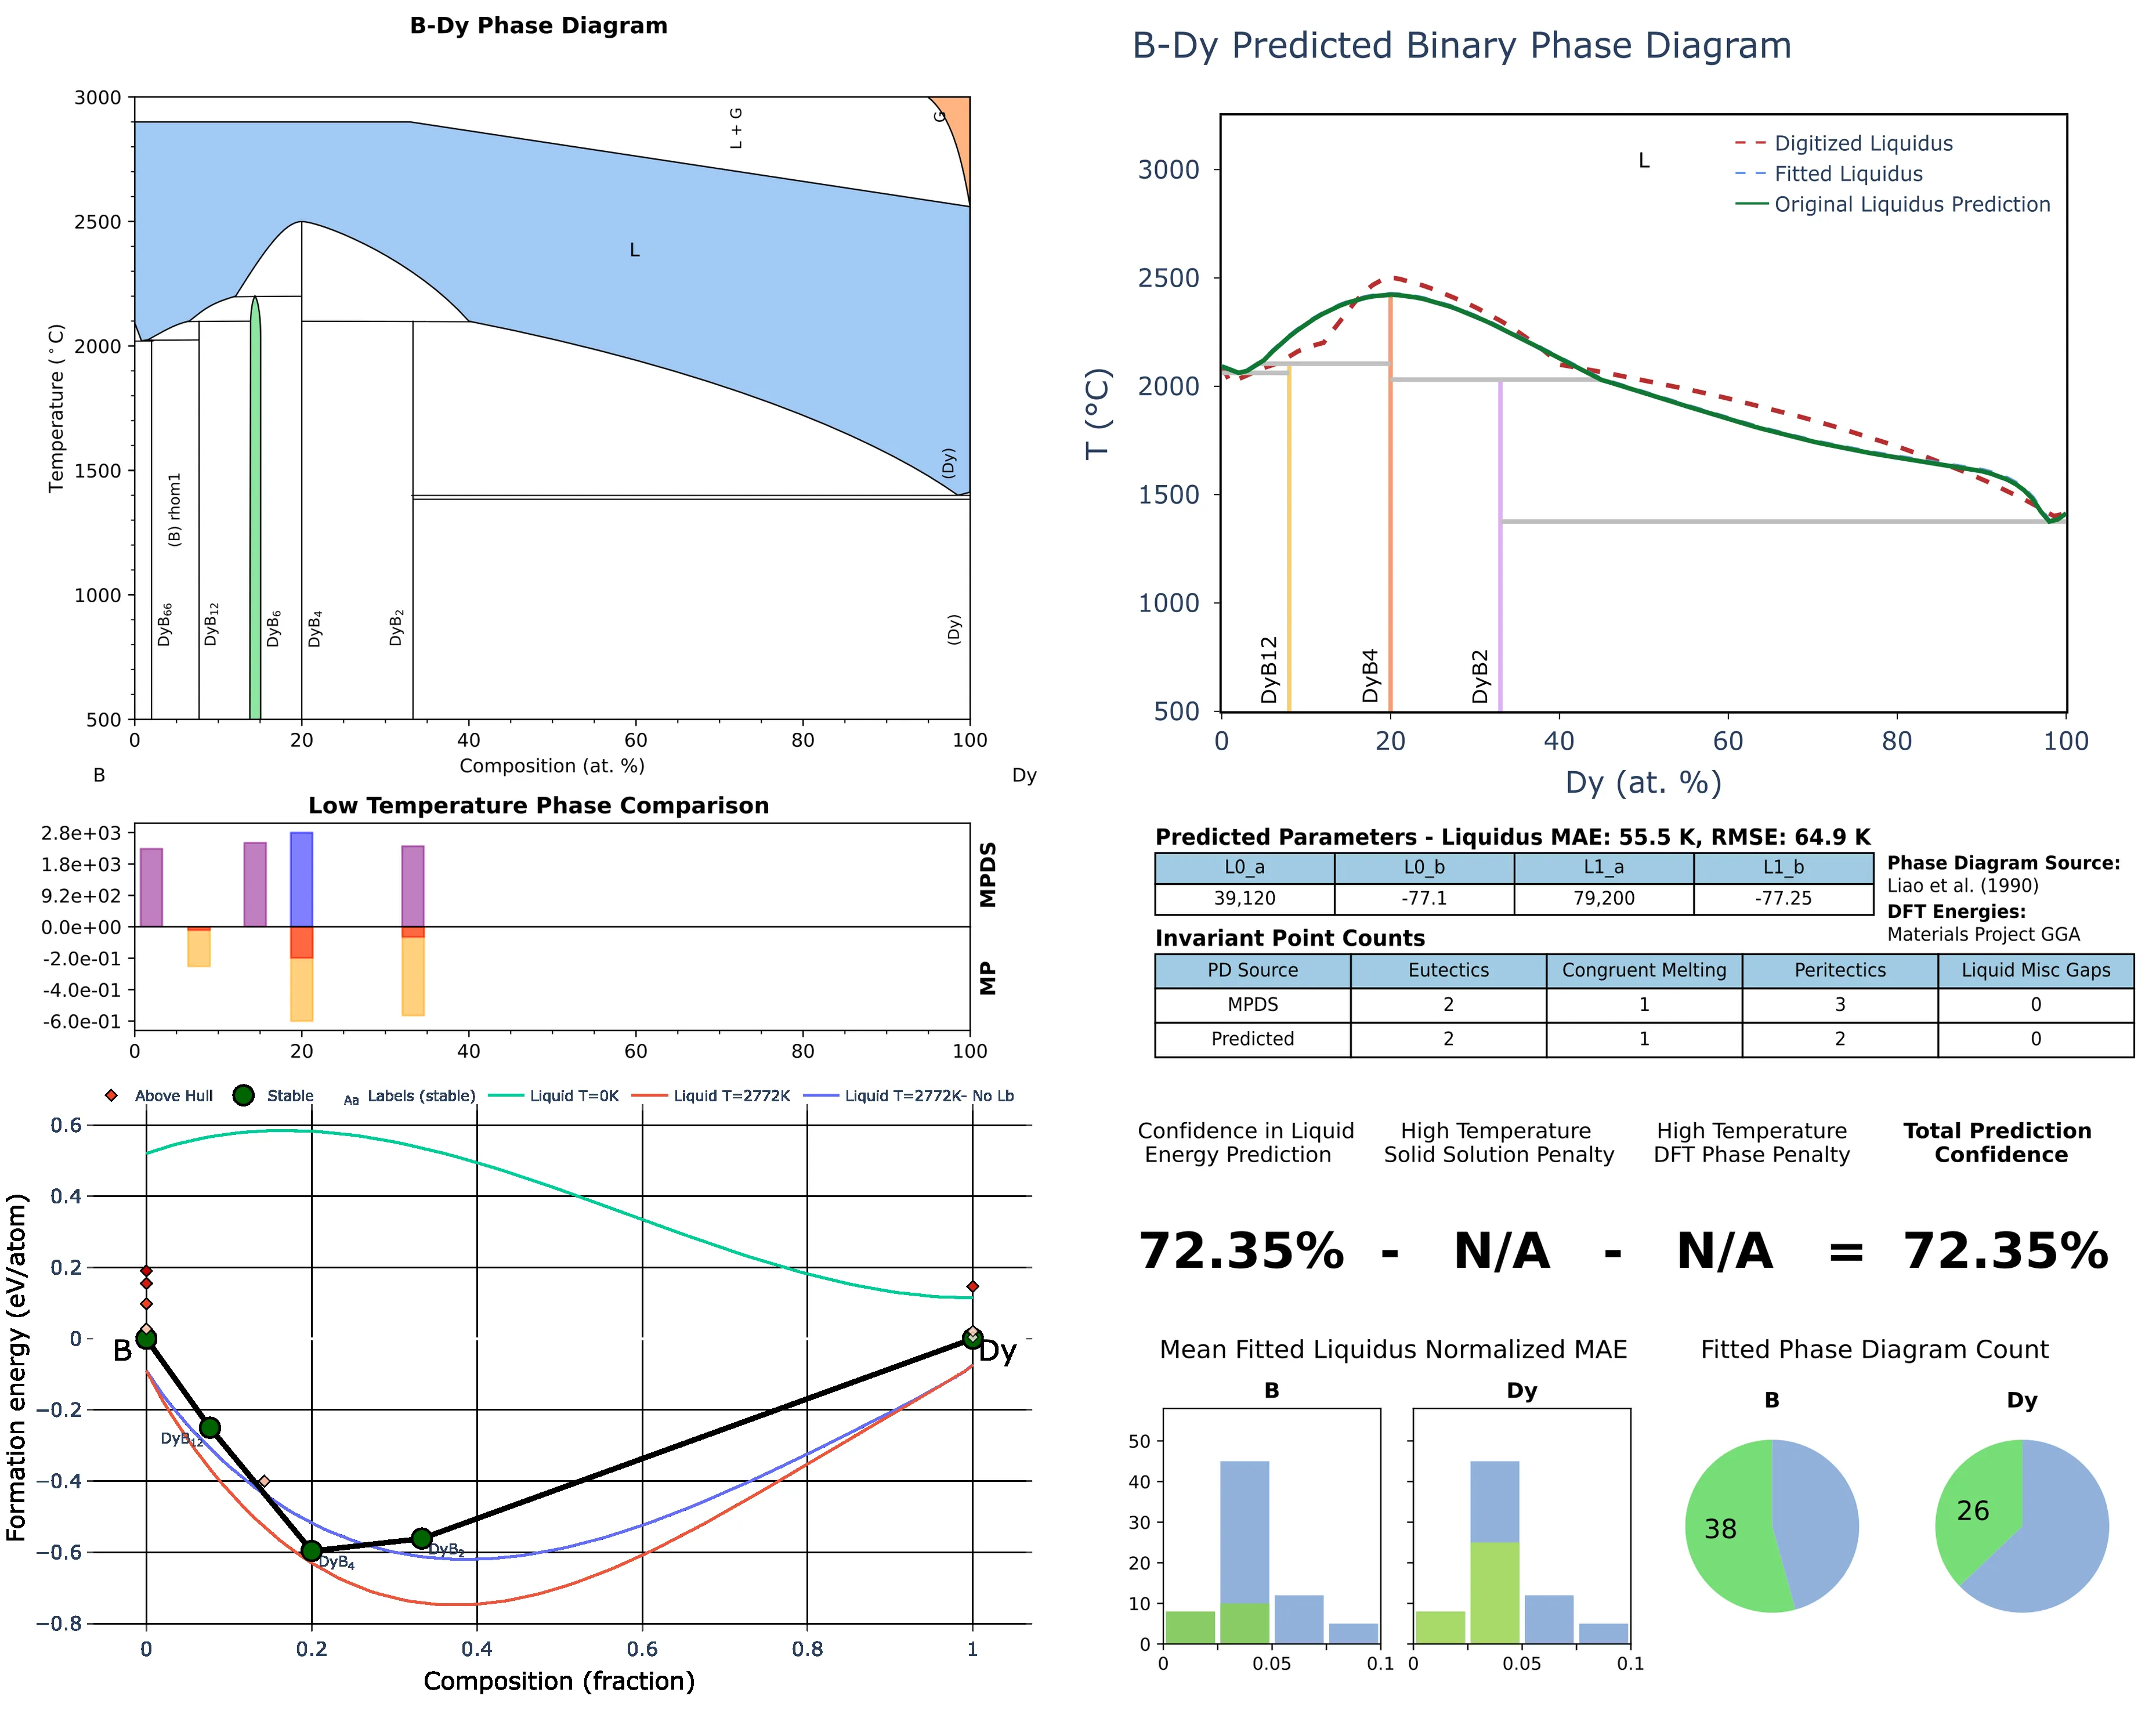 B-Dy Phase Diagram
3000
2500
2000
1500
1000
500
Temperature (°C)
L + G
G
L
(Dy)
(B) rhom1
DyB66
DyB12
DyB6
DyB4
DyB2
(Dy)
0 20 40 60 80 100
Composition (at. %)
B Dy
Low Temperature Phase Comparison
2.8e+03
1.8e+03
9.2e+02
0.0e+00
-2.0e-01
-4.0e-01
-6.0e-01
MPDS
MP
0 20 40 60 80 100
Above Hull Stable Aa Labels (stable) Liquid T=0K Liquid T=2772K Liquid T=2772K- No Lb
0.6
0.4
0.2
0
−0.2
−0.4
−0.6
−0.8
Formation energy (eV/atom)
B
Dy
DyB12
DyB4
DyB2
0 0.2 0.4 0.6 0.8 1
Composition (fraction)
B-Dy Predicted Binary Phase Diagram
3000
2500
2000
1500
1000
500
T (°C)
L
Digitized Liquidus
Fitted Liquidus
Original Liquidus Prediction
DyB12
DyB4
DyB2
0 20 40 60 80 100
Dy (at. %)
Predicted Parameters - Liquidus MAE: 55.5 K, RMSE: 64.9 K
L0_a L0_b L1_a L1_b
39,120 -77.1 79,200 -77.25
Phase Diagram Source:
Liao et al. (1990)
DFT Energies:
Materials Project GGA
Invariant Point Counts
PD Source Eutectics Congruent Melting Peritectics Liquid Misc Gaps
MPDS 2 1 3 0
Predicted 2 1 2 0
Confidence in Liquid
Energy Prediction
High Temperature
Solid Solution Penalty
High Temperature
DFT Phase Penalty
Total Prediction
Confidence
72.35% - N/A - N/A = 72.35%
Mean Fitted Liquidus Normalized MAE
B
Dy
50
40
30
20
10
0
0 0.05 0.1
0 0.05 0.1
Fitted Phase Diagram Count
B
Dy
38
26